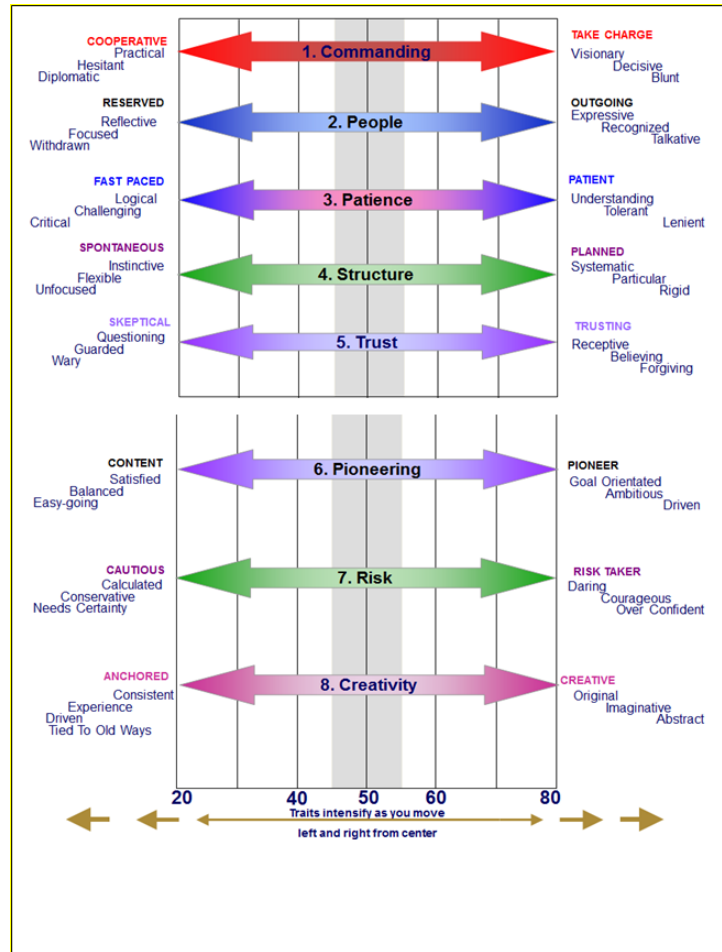 COOPERATIVE
Practical
Hesitant
Diplomatic
1. Commanding
TAKE CHARGE
Visionary
Decisive
Blunt
RESERVED
Reflective
Focused
Withdrawn
2. People
OUTGOING
Expressive
Recognized
Talkative
FAST PACED
Logical
Challenging
Critical
3. Patience
PATIENT
Understanding
Tolerant
Lenient
SPONTANEOUS
Instinctive
Flexible
Unfocused
4. Structure
PLANNED
Systematic
Particular
Rigid
SKEPTICAL
Questioning
Guarded
Wary
5. Trust
TRUSTING
Receptive
Believing
Forgiving
CONTENT
Satisfied
Balanced
Easy-going
6. Pioneering
PIONEER
Goal Orientated
Ambitious
Driven
CAUTIOUS
Calculated
Conservative
Needs Certainty
7. Risk
RISK TAKER
Daring
Courageous
Over Confident
ANCHORED
Consistent
Experience
Driven
Tied To Old Ways
8. Creativity
CREATIVE
Original
Imaginative
Abstract
20 40 50 60 80
Traits intensify as you move
left and right from center